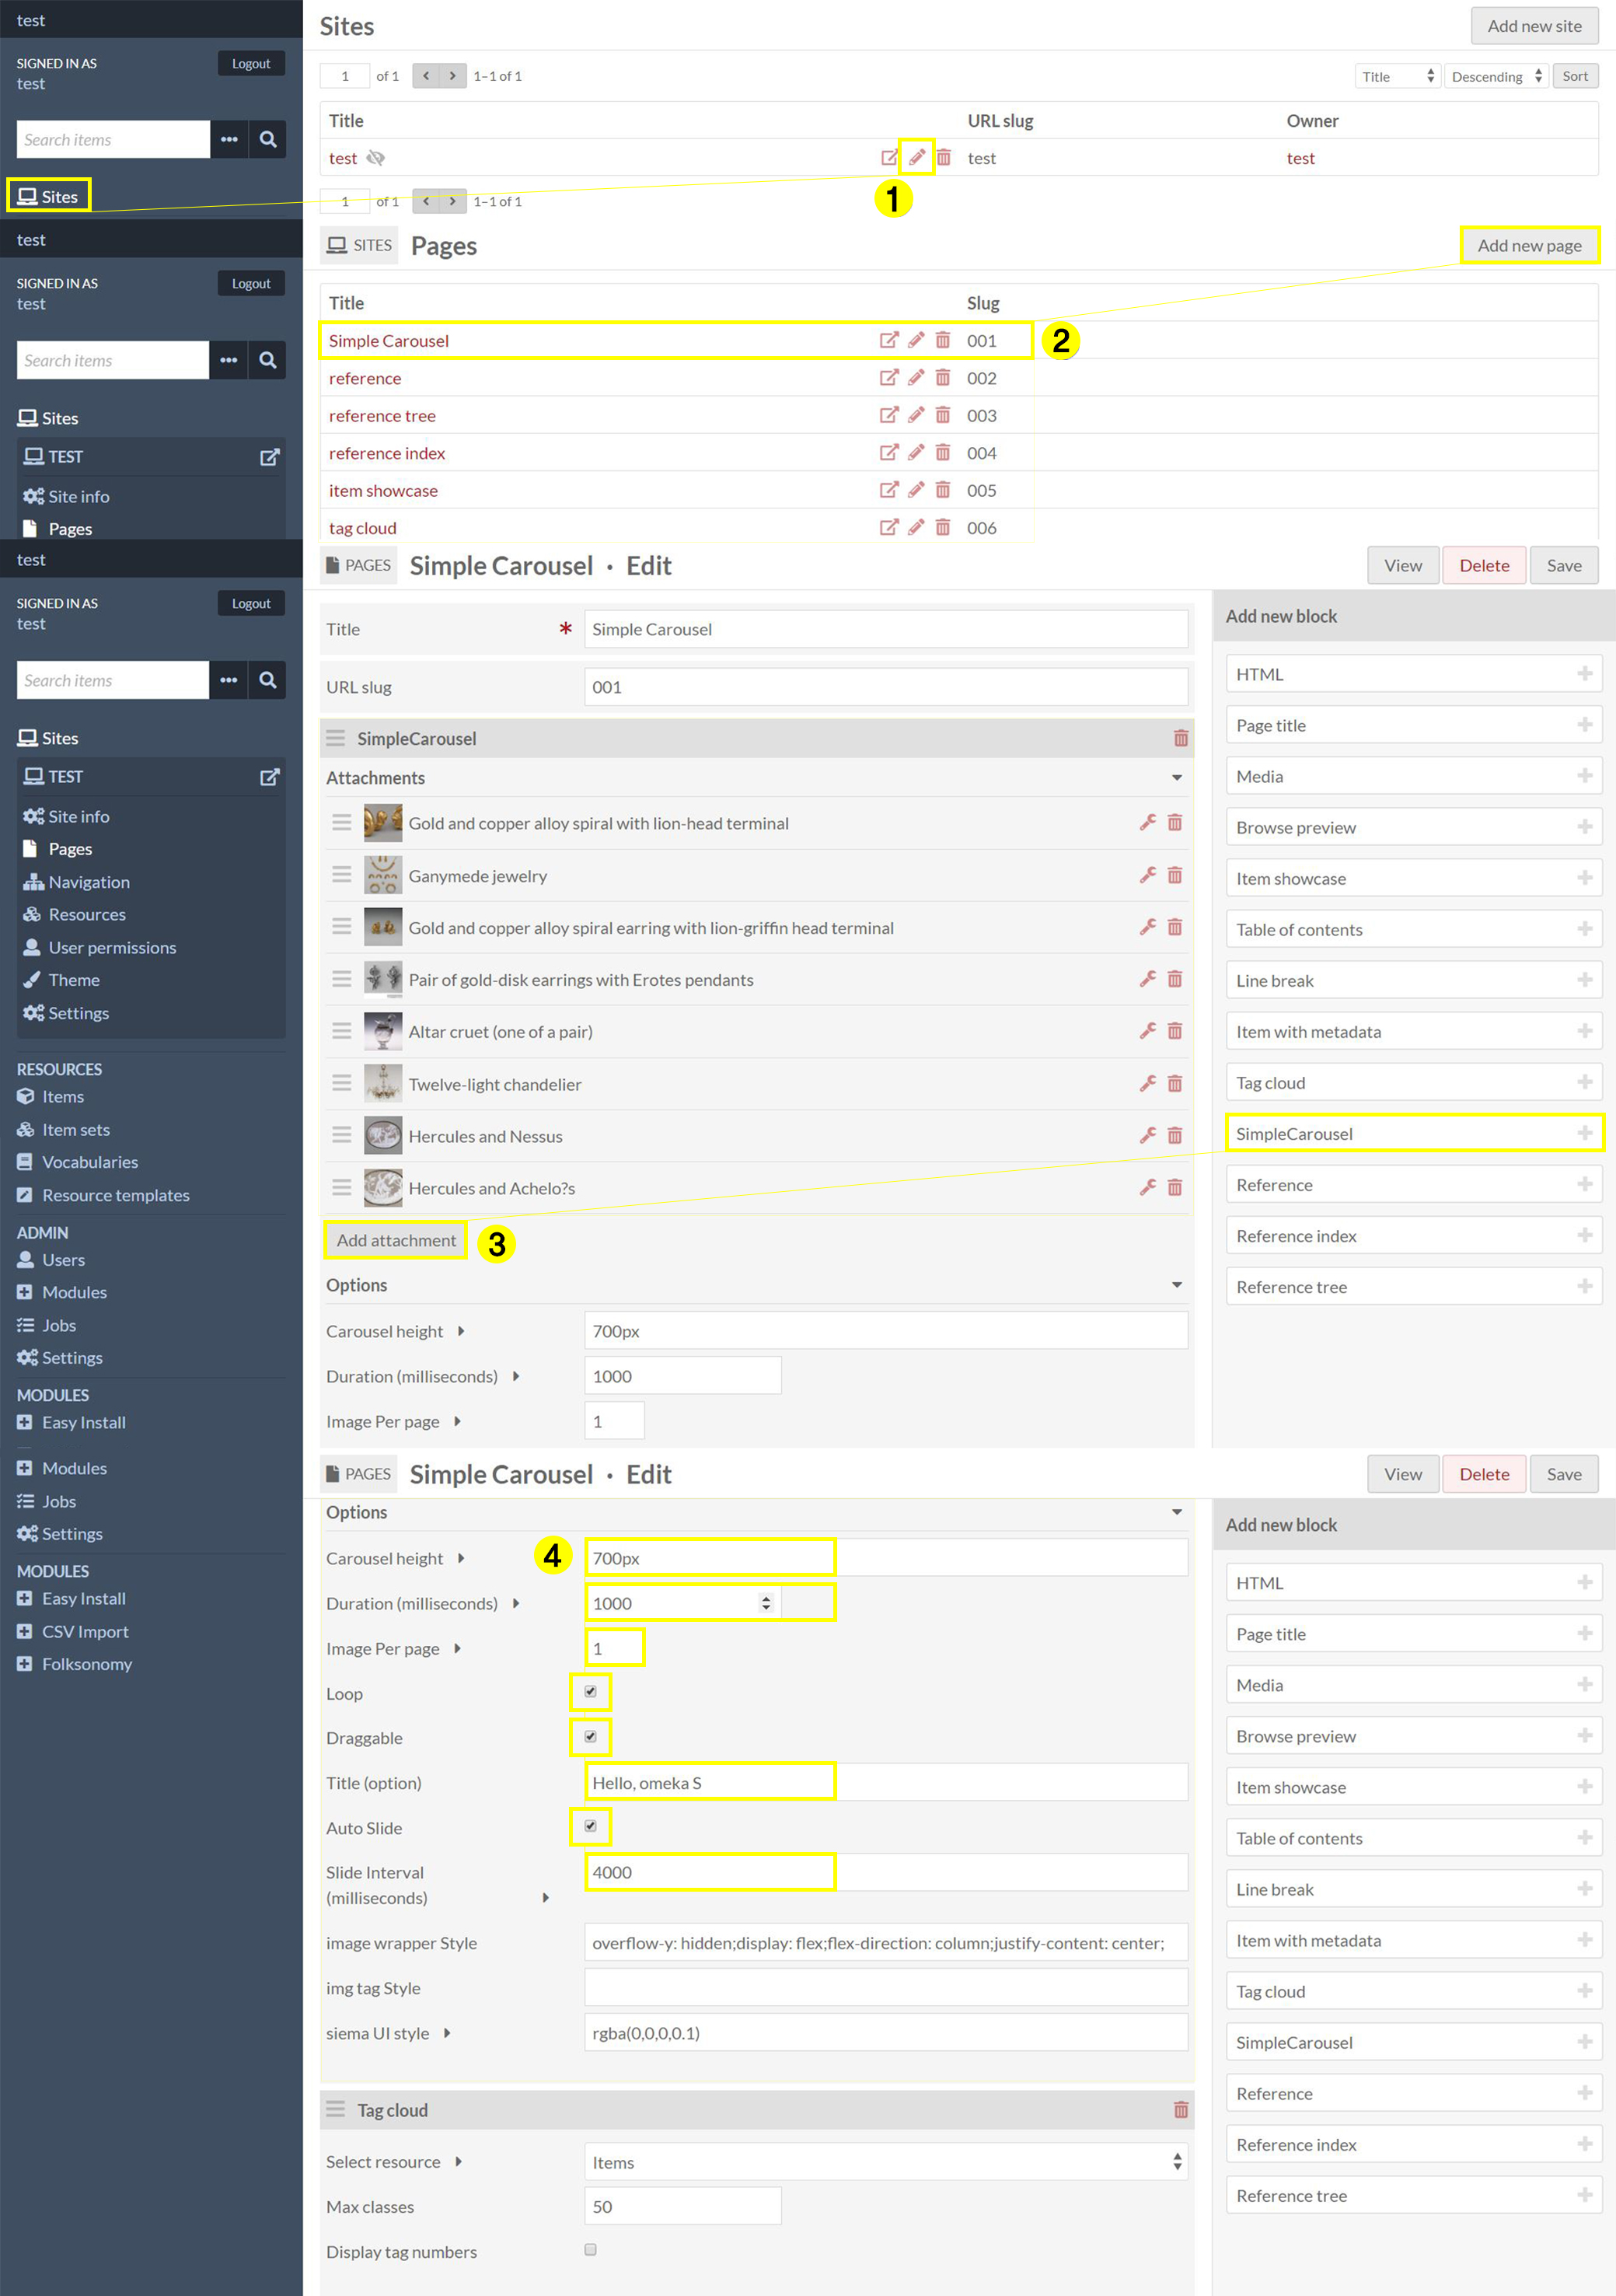 test
SIGNED IN AS
Logout
test
Search items
Sites
Sites
Add new site
1 of 1 1–1 of 1
Title Descending Sort
Title URL slug Owner
test test test
1
1 of 1 1–1 of 1
test
SIGNED IN AS
Logout
test
Search items
Sites
TEST
Site info
Pages
SITES Pages
Add new page
Title Slug
Simple Carousel 001
2
reference 002
reference tree 003
reference index 004
item showcase 005
tag cloud 006
test
SIGNED IN AS
Logout
test
Search items
Sites
TEST
Site info
Pages
Navigation
Resources
User permissions
Theme
Settings
RESOURCES
Items
Item sets
Vocabularies
Resource templates
ADMIN
Users
Modules
Jobs
Settings
MODULES
Easy Install
PAGES Simple Carousel · Edit
View Delete Save
Title * Simple Carousel
URL slug 001
SimpleCarousel
Attachments
Gold and copper alloy spiral with lion-head terminal
Ganymede jewelry
Gold and copper alloy spiral earring with lion-griffin head terminal
Pair of gold-disk earrings with Erotes pendants
Altar cruet (one of a pair)
Twelve-light chandelier
Hercules and Nessus
Hercules and Achelo?s
Add attachment
3
Options
Carousel height 700px
Duration (milliseconds) 1000
Image Per page 1
Add new block
HTML
Page title
Media
Browse preview
Item showcase
Table of contents
Line break
Item with metadata
Tag cloud
SimpleCarousel
Reference
Reference index
Reference tree
Modules
Jobs
Settings
MODULES
Easy Install
CSV Import
Folksonomy
PAGES Simple Carousel · Edit
View Delete Save
Options
Carousel height 4 700px
Duration (milliseconds) 1000
Image Per page 1
Loop
Draggable
Title (option) Hello, omeka S
Auto Slide
Slide Interval 4000
(milliseconds)
image wrapper Style overflow-y: hidden;display: flex;flex-direction: column;justify-content: center;
img tag Style
siema UI style rgba(0,0,0,0.1)
Tag cloud
Select resource Items
Max classes 50
Display tag numbers
Add new block
HTML
Page title
Media
Browse preview
Item showcase
Table of contents
Line break
Item with metadata
Tag cloud
SimpleCarousel
Reference
Reference index
Reference tree